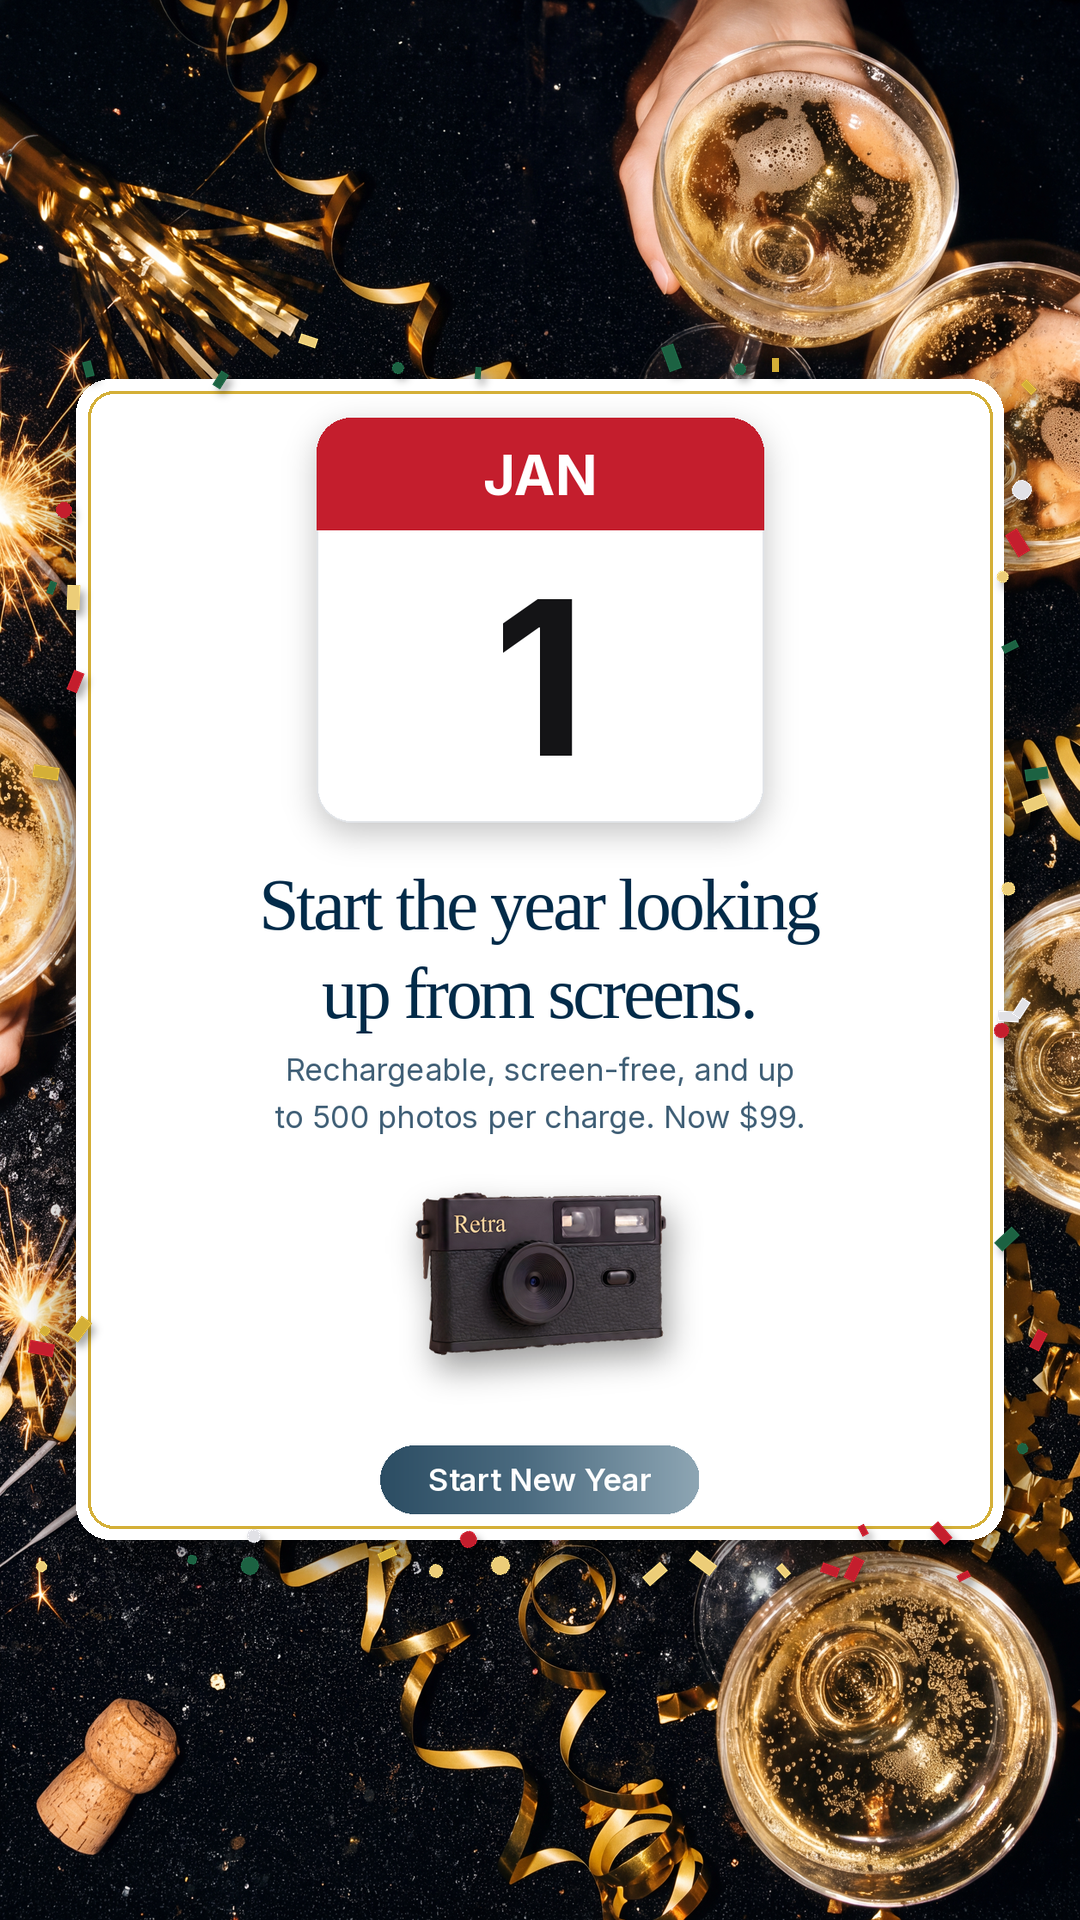 JAN
1
Start the year looking
up from screens.
Rechargeable, screen-free, and up
to 500 photos per charge. Now $99.
Retra
Start New Year